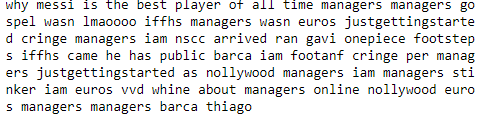 why messi is the best player of all time managers managers go
spel wasn lmaoooo iffhs managers wasn euros justgettingstarte
d cringe managers iam nscc arrived ran gavi onepiece footstep
s iffhs came he has public barca iam footanf cringe per manag
ers justgettingstarted as nollywood managers iam managers sti
nker iam euros vvd whine about managers online nollywood euro
s managers managers barca thiago